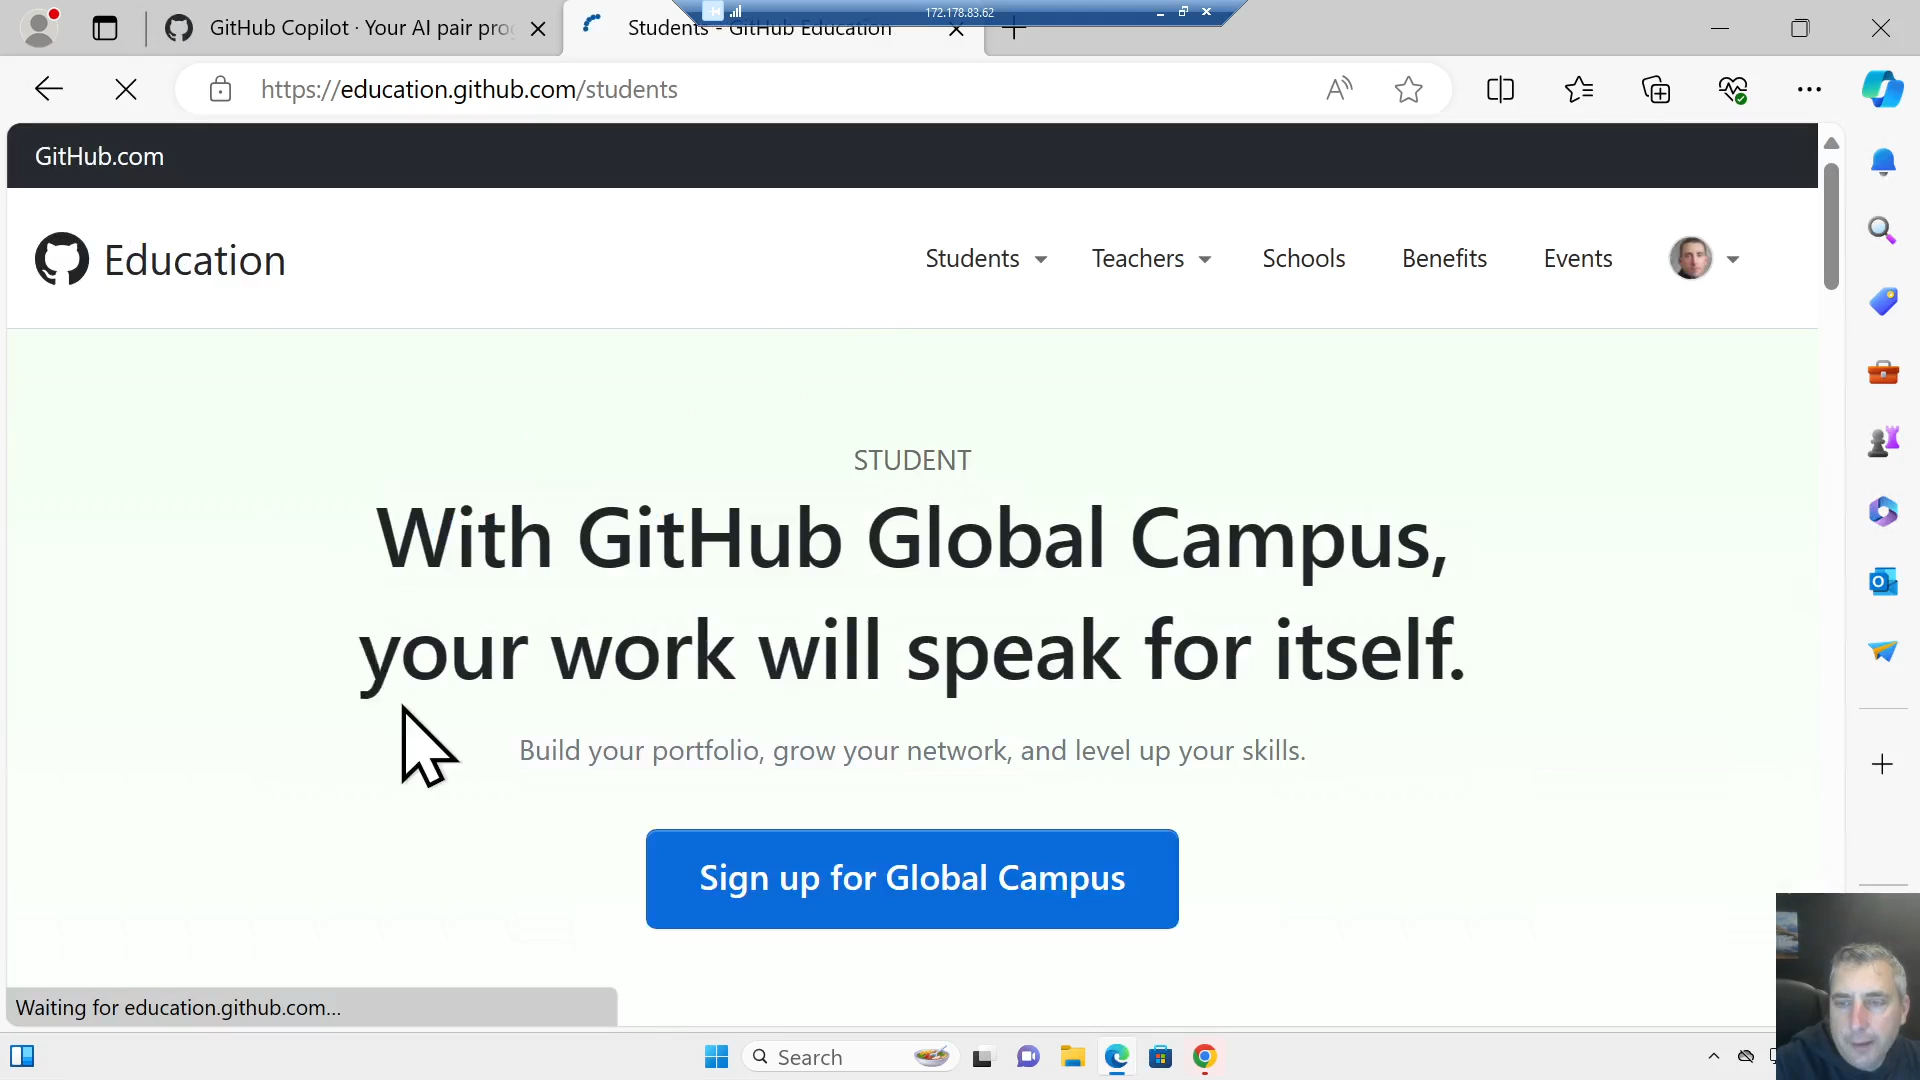 172.178.83.62
GitHub Copilot · Your AI pair pro
Students - GitHub Education
https://education.github.com/students
GitHub.com
Education
Students
Teachers
Schools
Benefits
Events
STUDENT
With GitHub Global Campus,
your work will speak for itself.
Build your portfolio, grow your network, and level up your skills.
Sign up for Global Campus
Waiting for education.github.com...
Search